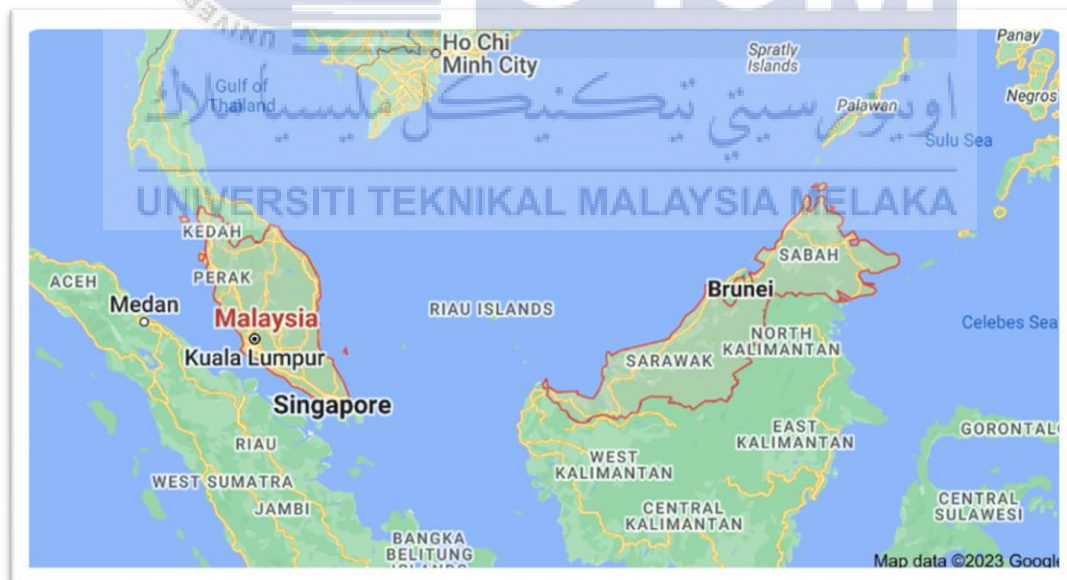 Ho Chi
Minh City
Spratly
Islands
Panay
Gulf of
Thailand
Palawan
Negros
اونيۏرسيتي تيكنيكل مليسيا ملاك
Sulu Sea
UNIVERSITI TEKNIKAL MALAYSIA MELAKA
KEDAH
SABAH
ACEH
PERAK
Medan
Brunei
RIAU ISLANDS
Malaysia
Celebes Sea
Kuala Lumpur
SARAWAK
NORTH
KALIMANTAN
Singapore
RIAU
EAST
KALIMANTAN
GORONTAL
WEST
KALIMANTAN
WEST SUMATRA
JAMBI
CENTRAL
KALIMANTAN
CENTRAL
SULAWESI
BANGKA
BELITUNG
Map data ©2023 Google